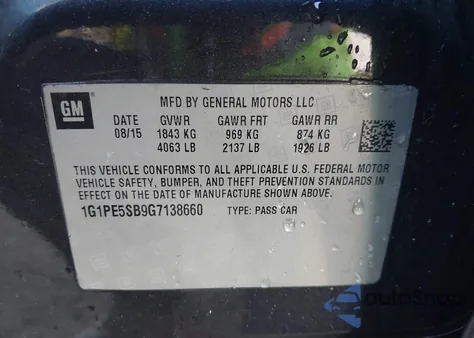 GM
MFD BY GENERAL MOTORS LLC
DATE GVWR GAWR FRT GAWR RR
08/15 1843 KG 969 KG 874 KG
4063 LB 2137 LB 1926 LB
THIS VEHICLE CONFORMS TO ALL APPLICABLE U.S. FEDERAL MOTOR
VEHICLE SAFETY, BUMPER, AND THEFT PREVENTION STANDARDS IN
EFFECT ON THE DATE OF MANUFACTURE SHOWN ABOVE.
1G1PE5SB9G7138660 TYPE: PASS CAR